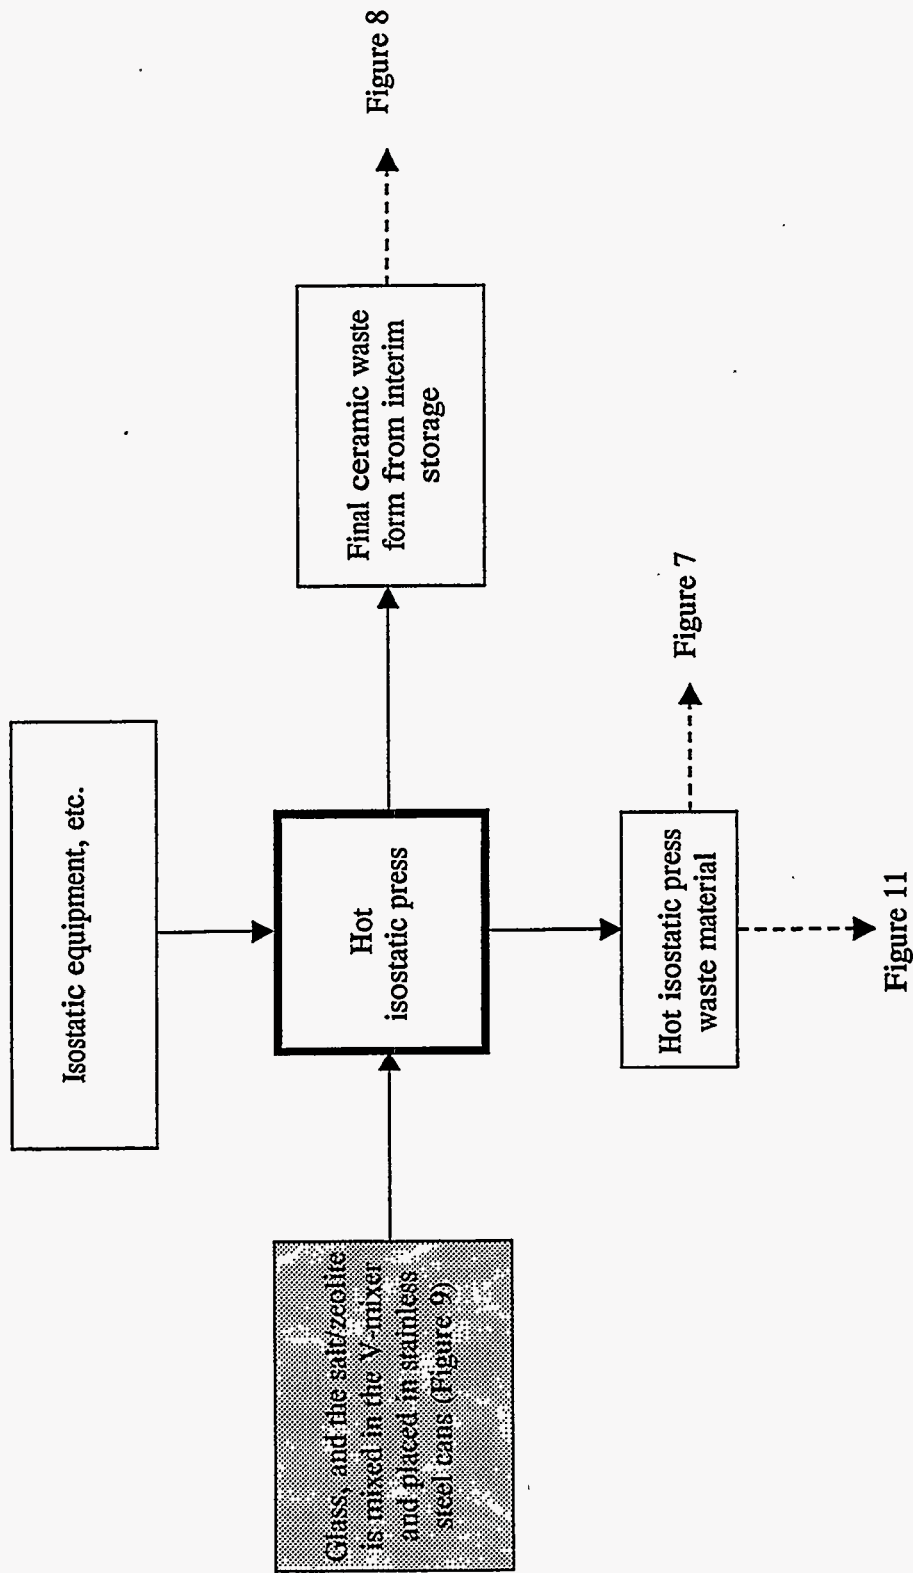 Isostatic equipment, etc.
Glass, and the salt/zeolite
is mixed in the V-mixer
and placed in stainless
steel cans (Figure 9)
Hot
isostatic press
Final ceramic waste
form from interim
storage
Figure 8
Hot isostatic press
waste material
Figure 7
Figure 11